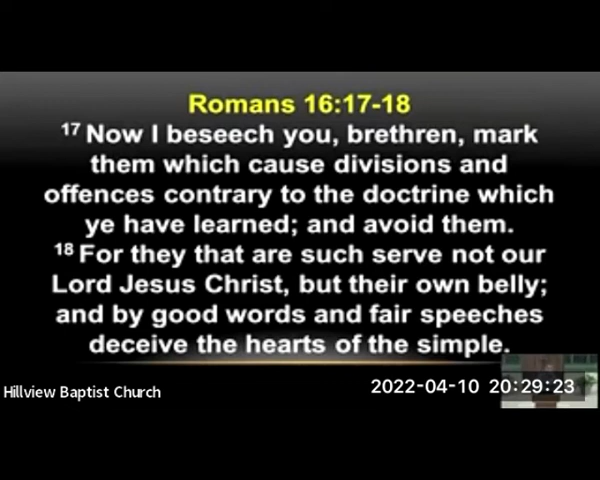 Romans 16:17-18
17 Now I beseech you, brethren, mark
them which cause divisions and
offences contrary to the doctrine which
ye have learned; and avoid them.
18 For they that are such serve not our
Lord Jesus Christ, but their own belly;
and by good words and fair speeches
deceive the hearts of the simple.
Hillview Baptist Church
2022-04-10 20:29:23